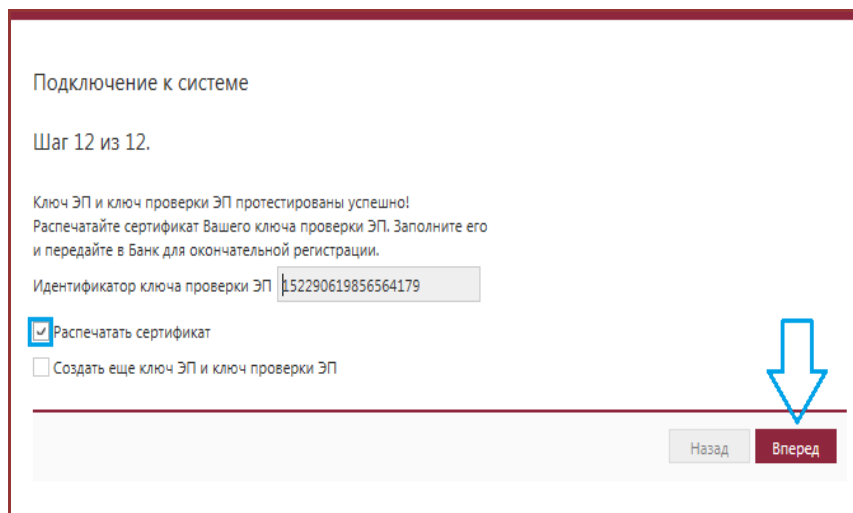 Подключение к системе
Шаг 12 из 12.
Ключ ЭП и ключ проверки ЭП протестированы успешно!
Распечатайте сертификат Вашего ключа проверки ЭП. Заполните его
и передайте в Банк для окончательной регистрации.
Идентификатор ключа проверки ЭП 152290619856564179
Распечатать сертификат
Создать еще ключ ЭП и ключ проверки ЭП
Назад Вперед